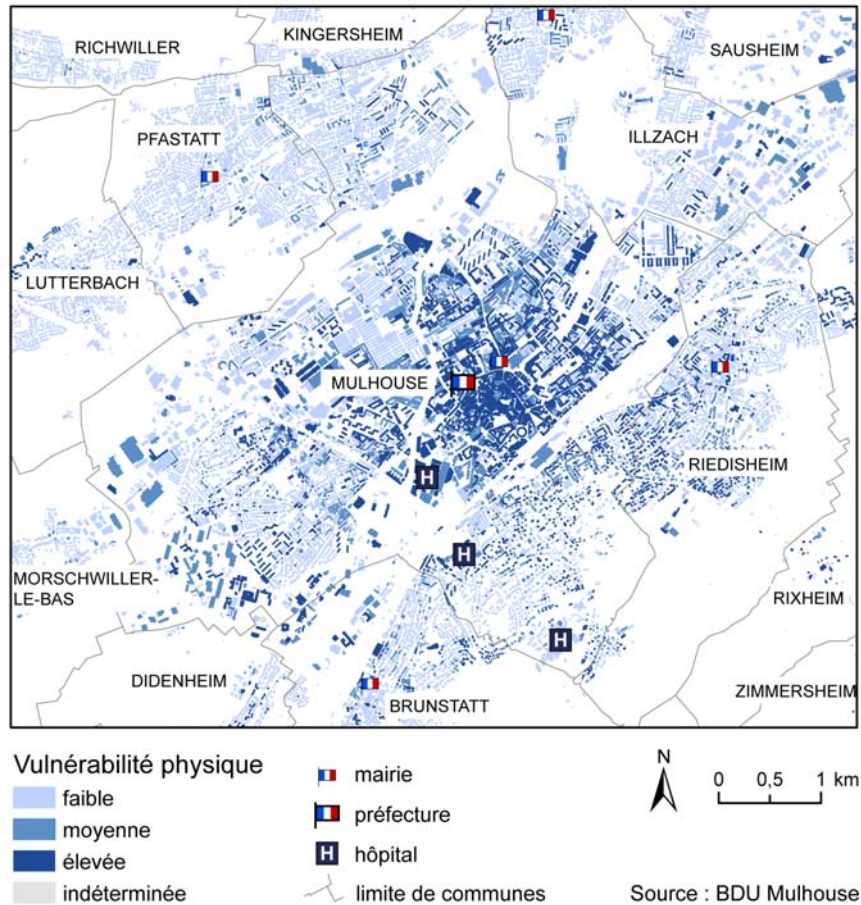 RICHWILLER
KINGERSHEIM
SAUSHEIM
PFASTATT
ILLZACH
LUTTERBACH
MULHOUSE
H
RIEDISHEIM
H
MORSCHWILLER-
LE-BAS
RIXHEIM
H
DIDENHEIM
BRUNSTATT
ZIMMERSHEIM
Vulnérabilité physique
faible
moyenne
élevée
indéterminée
mairie
préfecture
H hôpital
limite de communes
N
0 0,5 1 km
Source : BDU Mulhouse